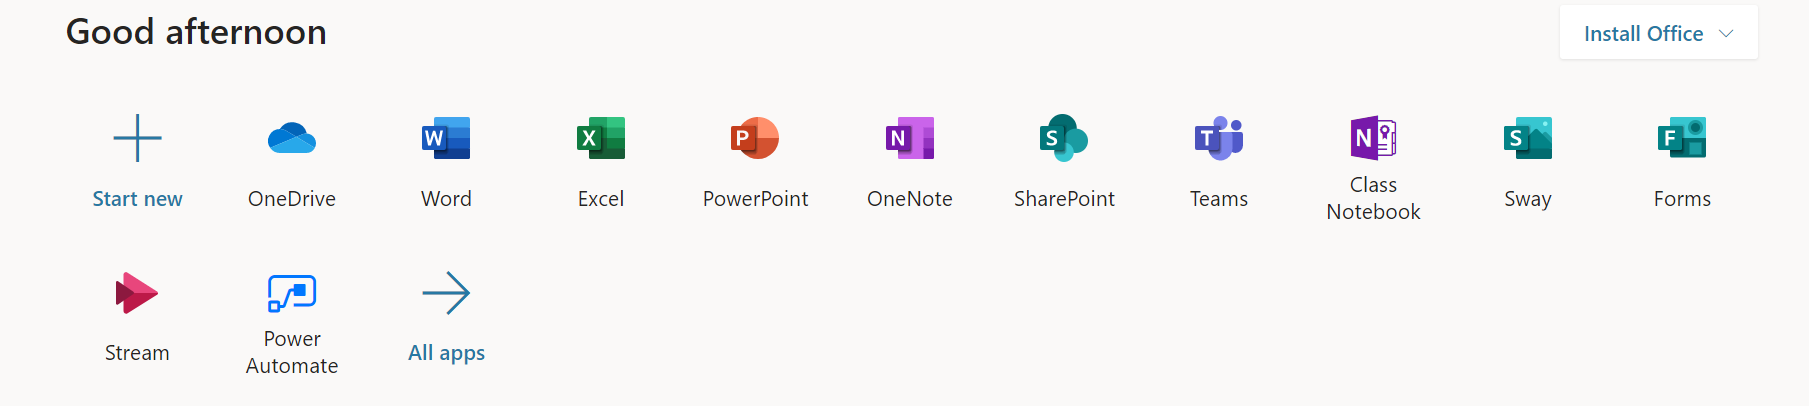 Good afternoon
Install Office
Start new
OneDrive
W
Word
X
Excel
P
PowerPoint
N
OneNote
S
SharePoint
T
Teams
N
Class
Notebook
S
Sway
F
Forms
Stream
Power
Automate
All apps